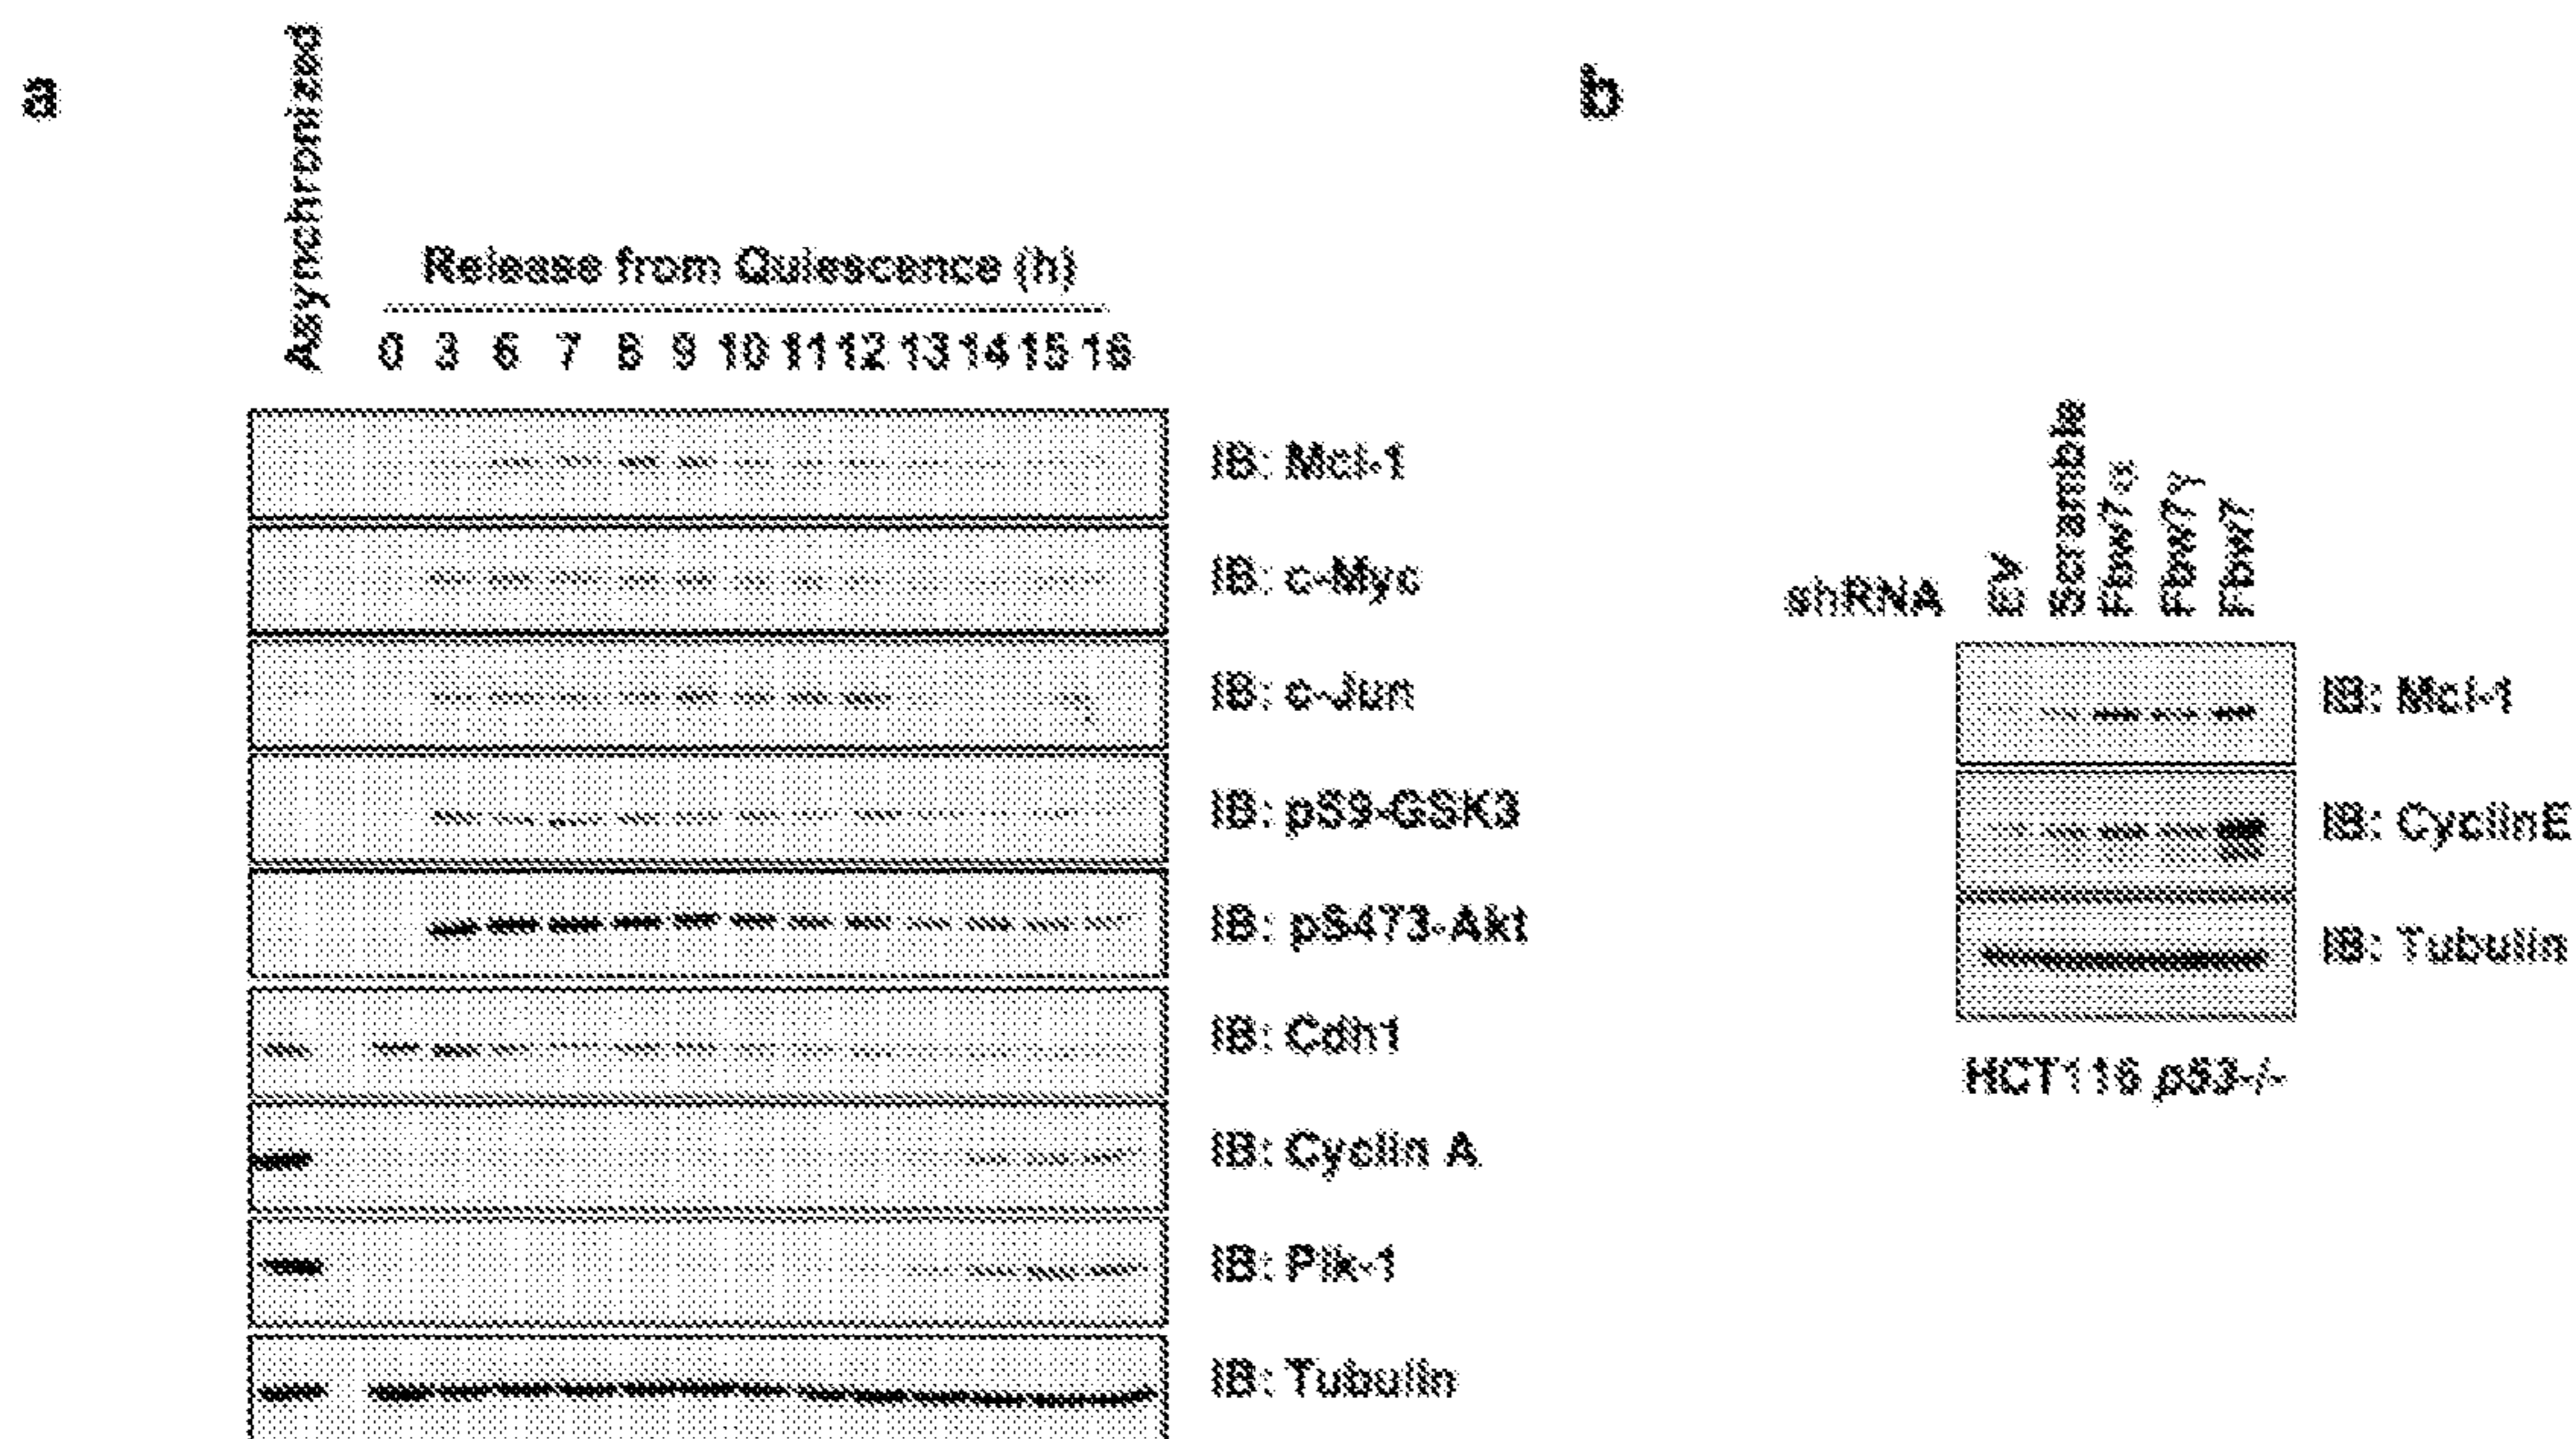 a
Asynchronized
Release from Quiescence (h)
0 3 6 7 8 9 10 11 12 13 14 15 16
IB: Mcl-1
IB: c-Myc
IB: c-Jun
IB: pS9-GSK3
IB: pS473-Akt
IB: Cdh1
IB: Cyclin A
IB: Plk-1
IB: Tubulin
b
shRNA
EV
Scramble
Fbw7α
Fbw7γ
Fbw7
IB: Mcl-1
IB: CyclinE
IB: Tubulin
HCT116 p53-/-